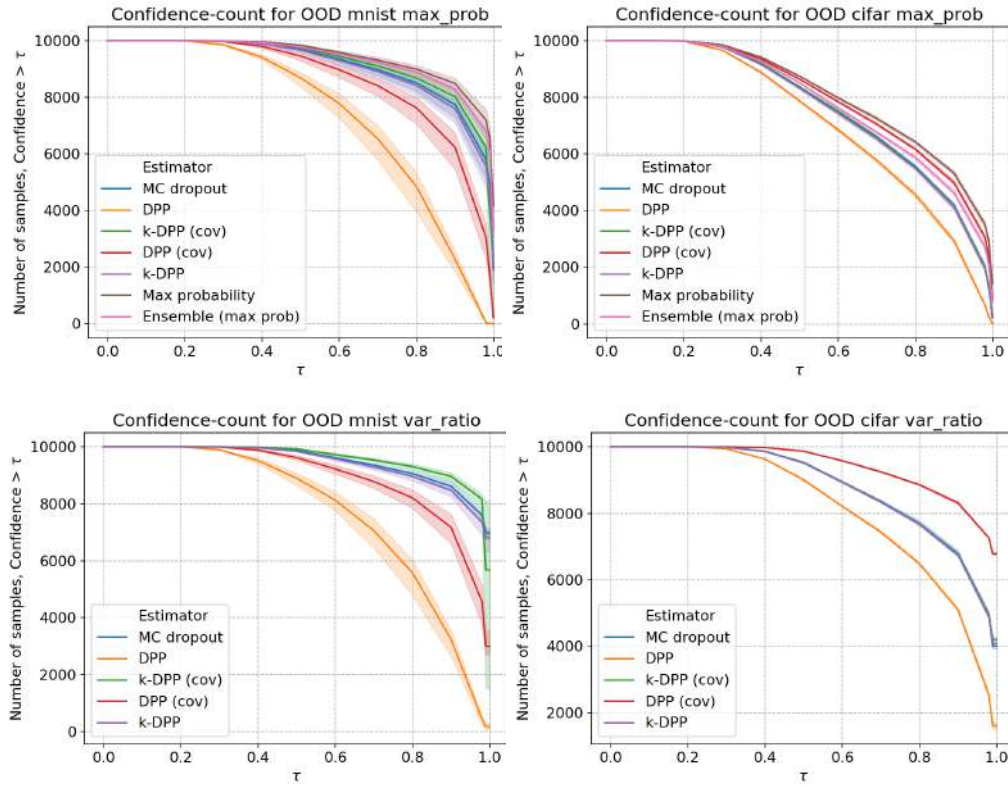 Confidence-count for OOD mnist max_prob
Number of samples, Confidence > τ
10000
8000
6000
4000
2000
0
Estimator
MC dropout
DPP
k-DPP (cov)
DPP (cov)
k-DPP
Max probability
Ensemble (max prob)
0.0 0.2 0.4 0.6 0.8 1.0
τ
Confidence-count for OOD cifar max_prob
Number of samples, Confidence > τ
10000
8000
6000
4000
2000
0
Estimator
MC dropout
DPP
k-DPP (cov)
DPP (cov)
k-DPP
Max probability
Ensemble (max prob)
0.0 0.2 0.4 0.6 0.8 1.0
τ
Confidence-count for OOD mnist var_ratio
Number of samples, Confidence > τ
10000
8000
6000
4000
2000
0
Estimator
MC dropout
DPP
k-DPP (cov)
DPP (cov)
k-DPP
0.0 0.2 0.4 0.6 0.8 1.0
τ
Confidence-count for OOD cifar var_ratio
Number of samples, Confidence > τ
10000
8000
6000
4000
2000
Estimator
MC dropout
DPP
k-DPP (cov)
DPP (cov)
k-DPP
0.0 0.2 0.4 0.6 0.8 1.0
τ